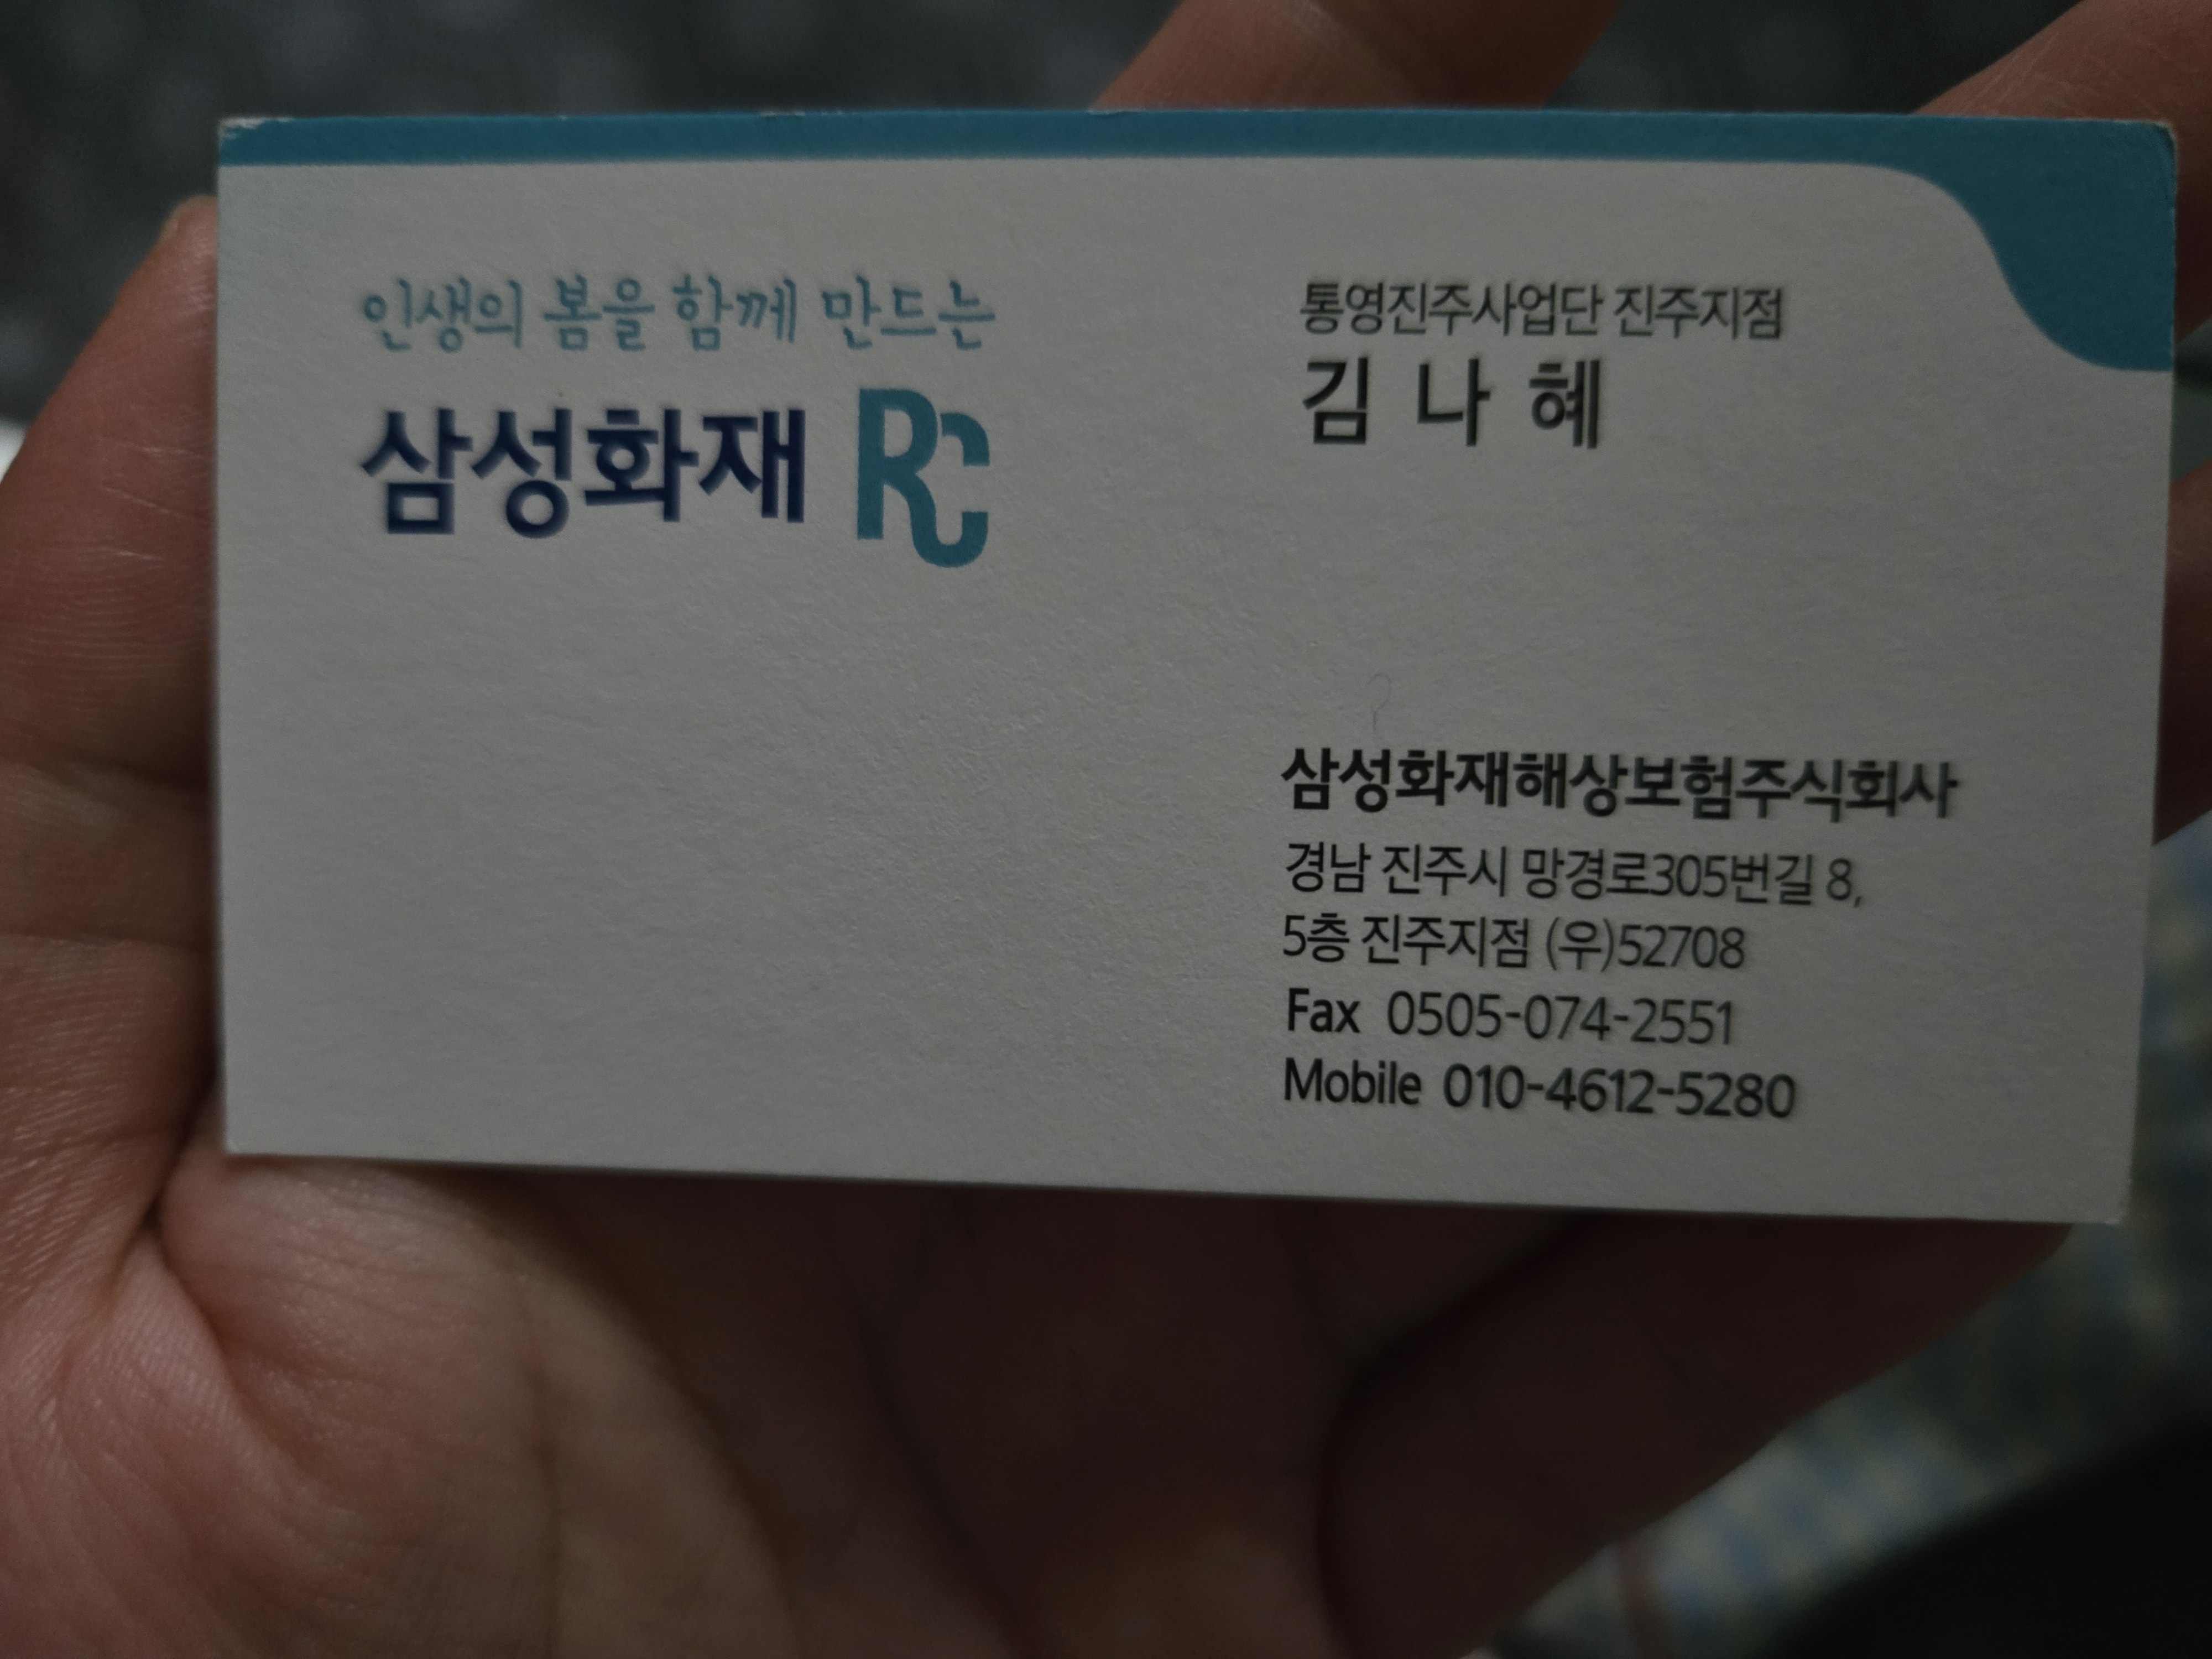 인생의 봄을 함께 만드는
삼성화재 RC
통영진주사업단 진주지점
김 나 혜
삼성화재해상보험주식회사
경남 진주시 망경로305번길 8,
5층 진주지점 (우)52708
Fax 0505-074-2551
Mobile 010-4612-5280